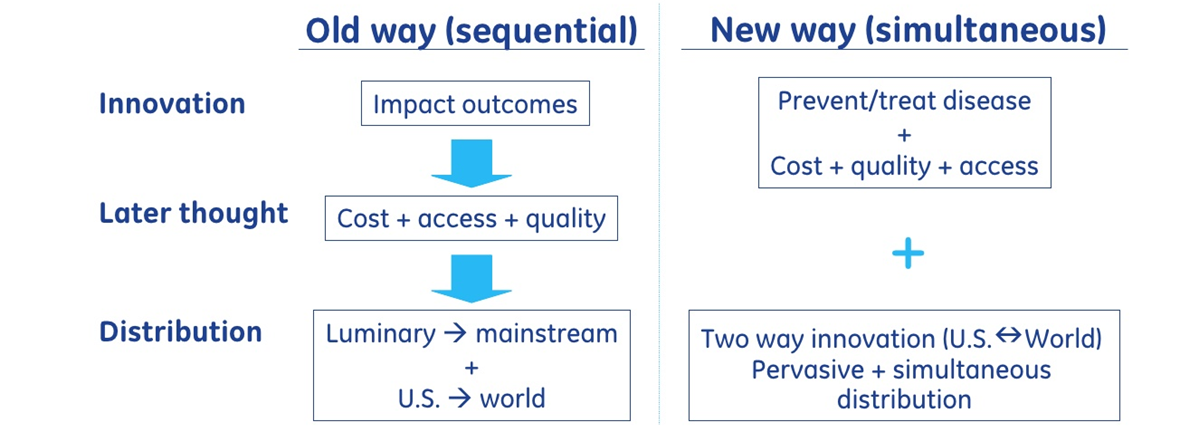 Old way (sequential)
New way (simultaneous)
Innovation
Impact outcomes
Prevent/treat disease
+
Cost + quality + access
Later thought
Cost + access + quality
+
Distribution
Luminary → mainstream
+
U.S. → world
Two way innovation (U.S.↔World)
Pervasive + simultaneous
distribution